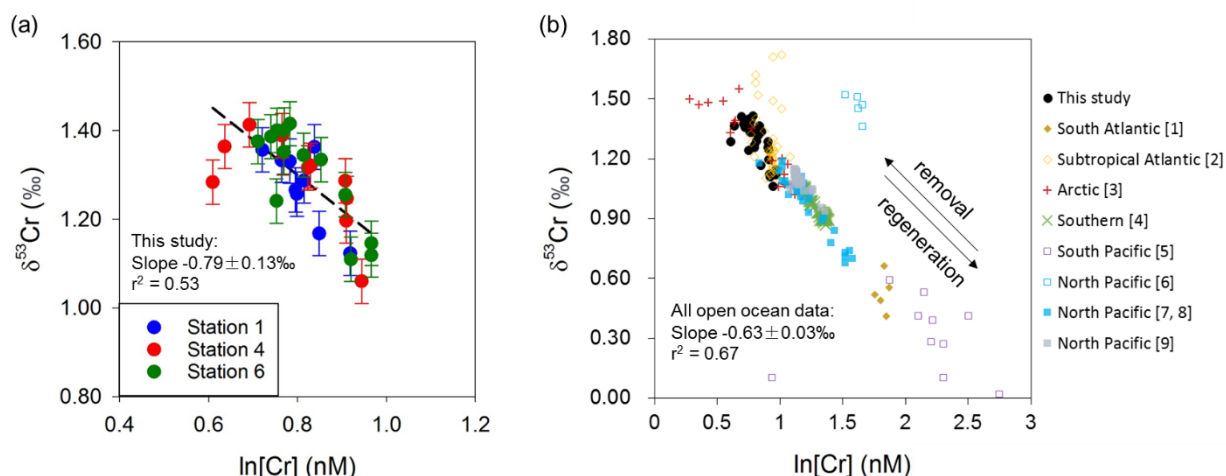 (a)
1.60
1.40
1.20
1.00
0.80
δ⁵³Cr (‰)
This study:
Slope -0.79±0.13‰
r² = 0.53
Station 1
Station 4
Station 6
0.4
0.6
0.8
1.0
ln[Cr] (nM)
(b)
1.80
1.50
1.20
0.90
0.60
0.30
0.00
δ⁵³Cr (‰)
removal
regeneration
All open ocean data:
Slope -0.63±0.03‰
r² = 0.67
0
0.5
1
1.5
2
2.5
3
ln[Cr] (nM)
This study
South Atlantic [1]
Subtropical Atlantic [2]
Arctic [3]
Southern [4]
South Pacific [5]
North Pacific [6]
North Pacific [7, 8]
North Pacific [9]